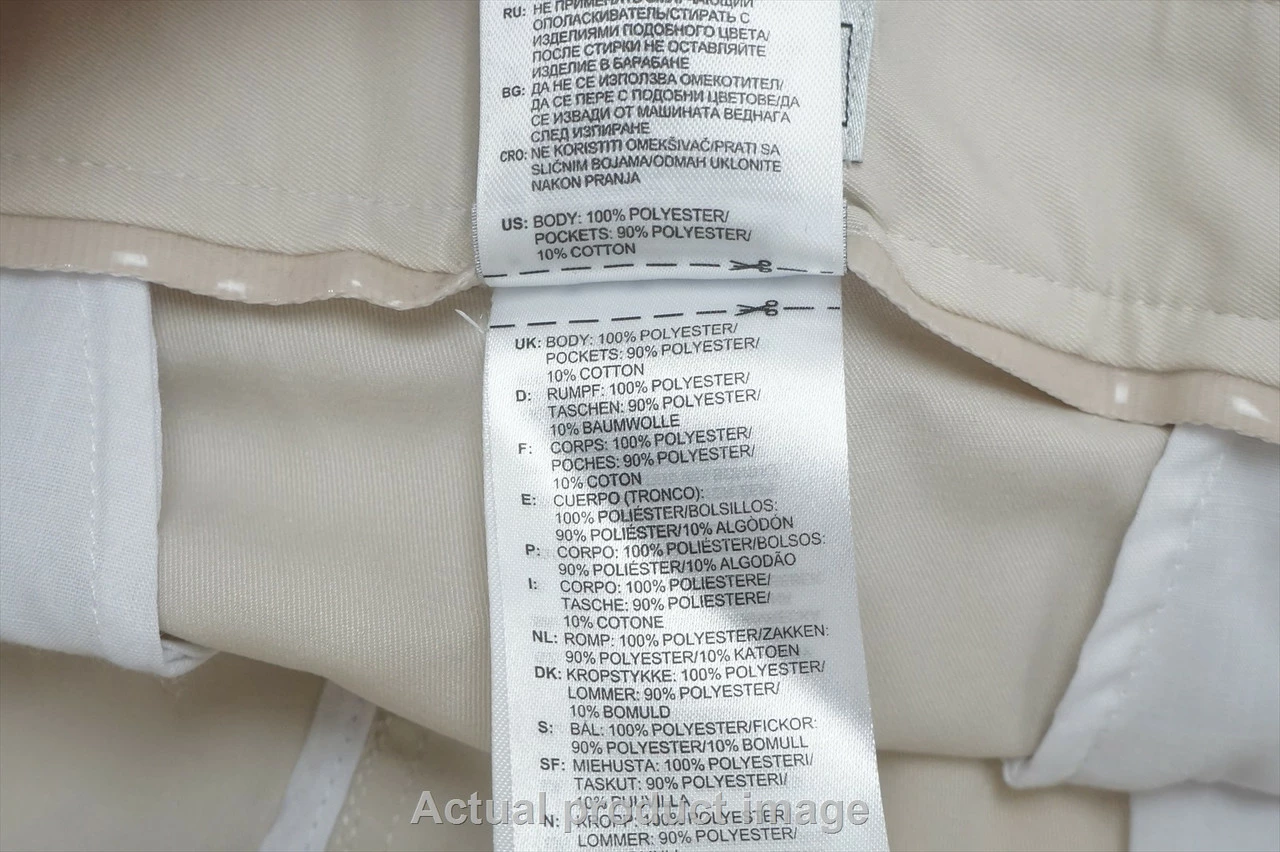 RU: НЕ ПРИМЕНЯТЬ СМЯГЧАЮЩИЙ
ОПОЛАСКИВАТЕЛЬ/СТИРАТЬ С
ИЗДЕЛИЯМИ ПОДОБНОГО ЦВЕТА/
ПОСЛЕ СТИРКИ НЕ ОСТАВЛЯЙТЕ
ИЗДЕЛИЕ В БАРАБАНЕ
BG: ДА НЕ СЕ ИЗПОЛЗВА ОМЕКОТИТЕЛ/
ДА СЕ ПЕРЕ С ПОДОБНИ ЦВЕТОВЕ/ДА
СЕ ИЗВАДИ ОТ МАШИНАТА ВЕДНАГА
СЛЕД ИЗПИРАНЕ
CRO: NE KORISTITI OMEKŠIVAČ/PRATI SA
SLIČNIM BOJAMA/ODMAH UKLONITE
NAKON PRANJA
US: BODY: 100% POLYESTER/
POCKETS: 90% POLYESTER/
10% COTTON
UK: BODY: 100% POLYESTER/
POCKETS: 90% POLYESTER/
10% COTTON
D: RUMPF: 100% POLYESTER/
TASCHEN: 90% POLYESTER/
10% BAUMWOLLE
F: CORPS: 100% POLYESTER/
POCHES: 90% POLYESTER/
10% COTON
E: CUERPO (TRONCO):
100% POLIÉSTER/BOLSILLOS:
90% POLIÉSTER/10% ALGODÓN
P: CORPO: 100% POLIÉSTER/BOLSOS:
90% POLIÉSTER/10% ALGODÃO
I: CORPO: 100% POLIESTERE/
TASCHE: 90% POLIESTERE/
10% COTONE
NL: ROMP: 100% POLYESTER/ZAKKEN:
90% POLYESTER/10% KATOEN
DK: KROPSTYKKE: 100% POLYESTER/
LOMMER: 90% POLYESTER/
10% BOMULD
S: BÅL: 100% POLYESTER/FICKOR:
90% POLYESTER/10% BOMULL
SF: MIEHUSTA: 100% POLYESTERI/
TASKUT: 90% POLYESTERI/
10% PUUVILLA
Actual product image
N: KROPP: 100% POLYESTER/
LOMMER: 90% POLYESTER/